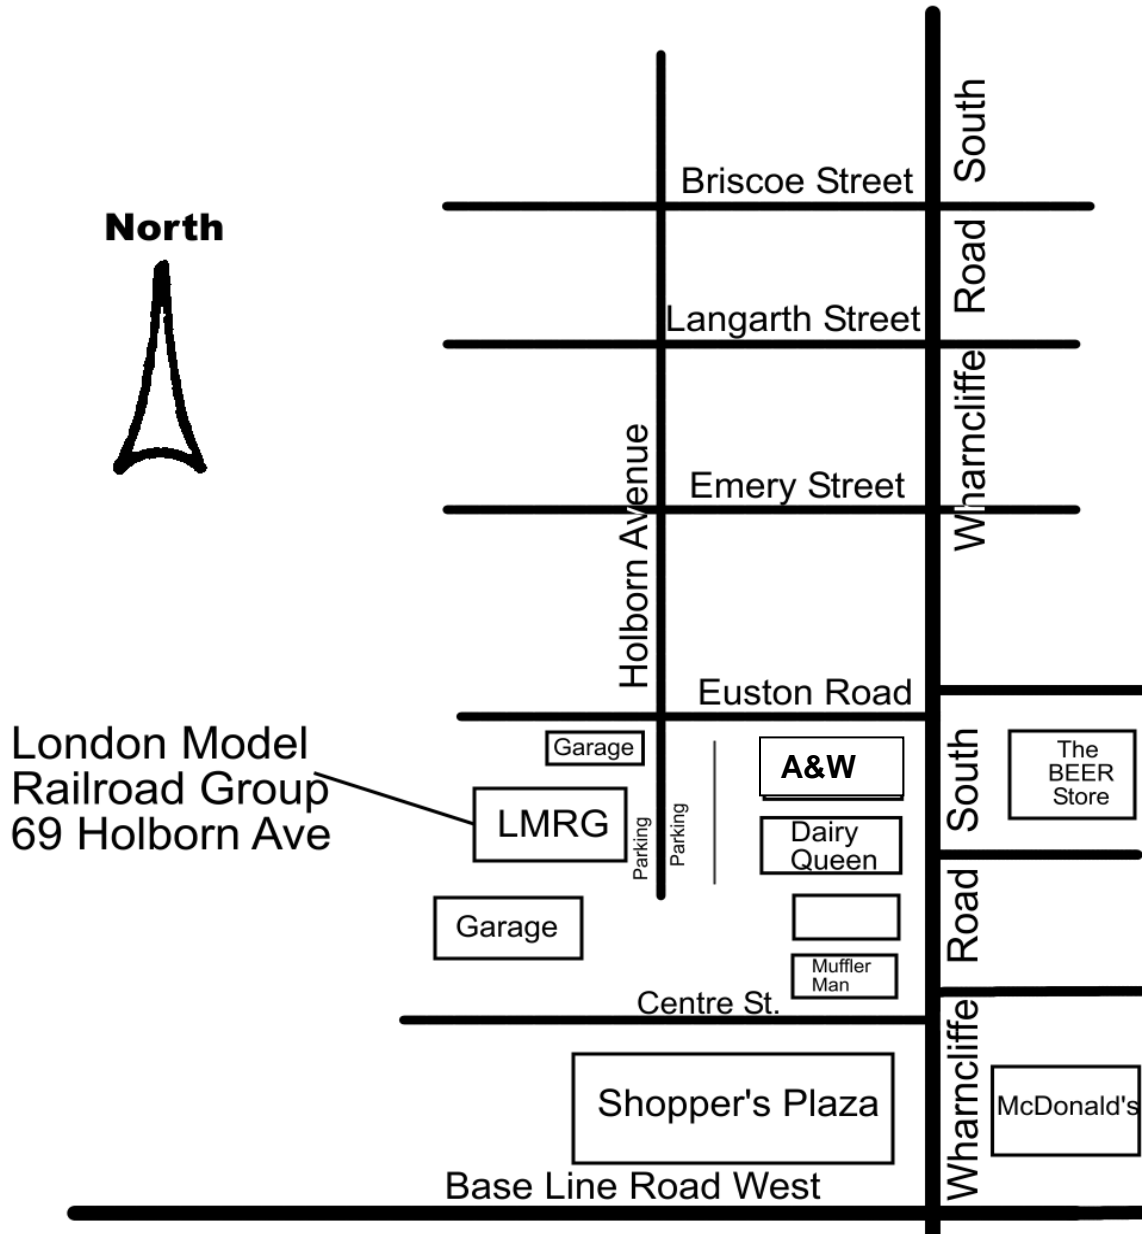 South
Briscoe Street
North
Road
Langarth Street
Wharncliffe
Holborn Avenue
Emery Street
Euston Road
London Model
Railroad Group
69 Holborn Ave
Garage
LMRG
Parking
Parking
A&W
Dairy
Queen
South
The
BEER
Store
Garage
Road
Muffler
Man
Centre St.
Wharncliffe
Shopper's Plaza
McDonald's
Base Line Road West